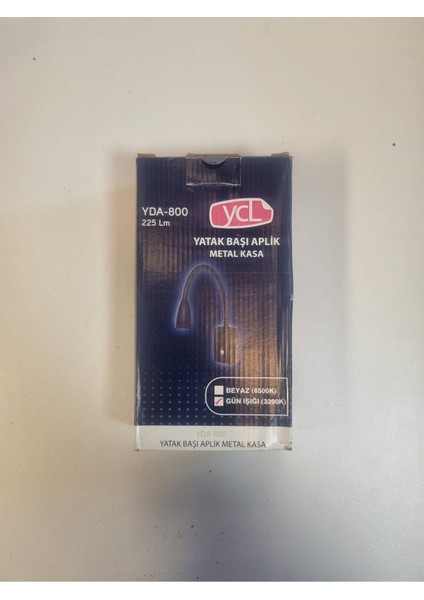 YDA-800
225 Lm
ycL
YATAK BAŞI APLİK
METAL KASA
BEYAZ (6500K)
GÜN IŞIĞI (3200K)
YDA-800
YATAK BAŞI APLİK METAL KASA